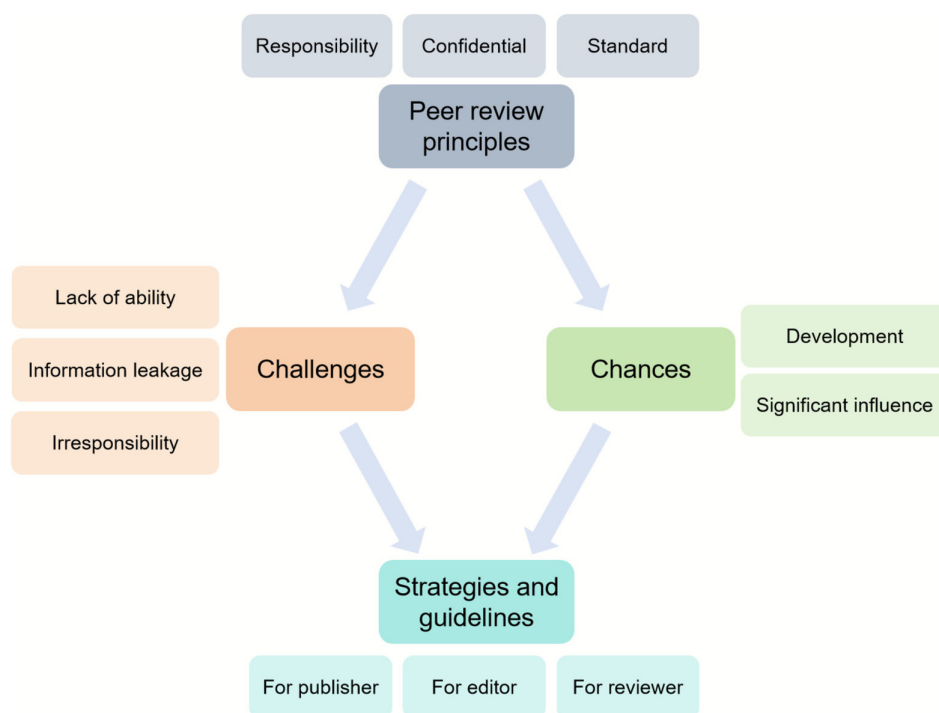 Responsibility
Confidential
Standard
Peer review
principles
Lack of ability
Information leakage
Irresponsibility
Challenges
Chances
Development
Significant influence
Strategies and
guidelines
For publisher
For editor
For reviewer